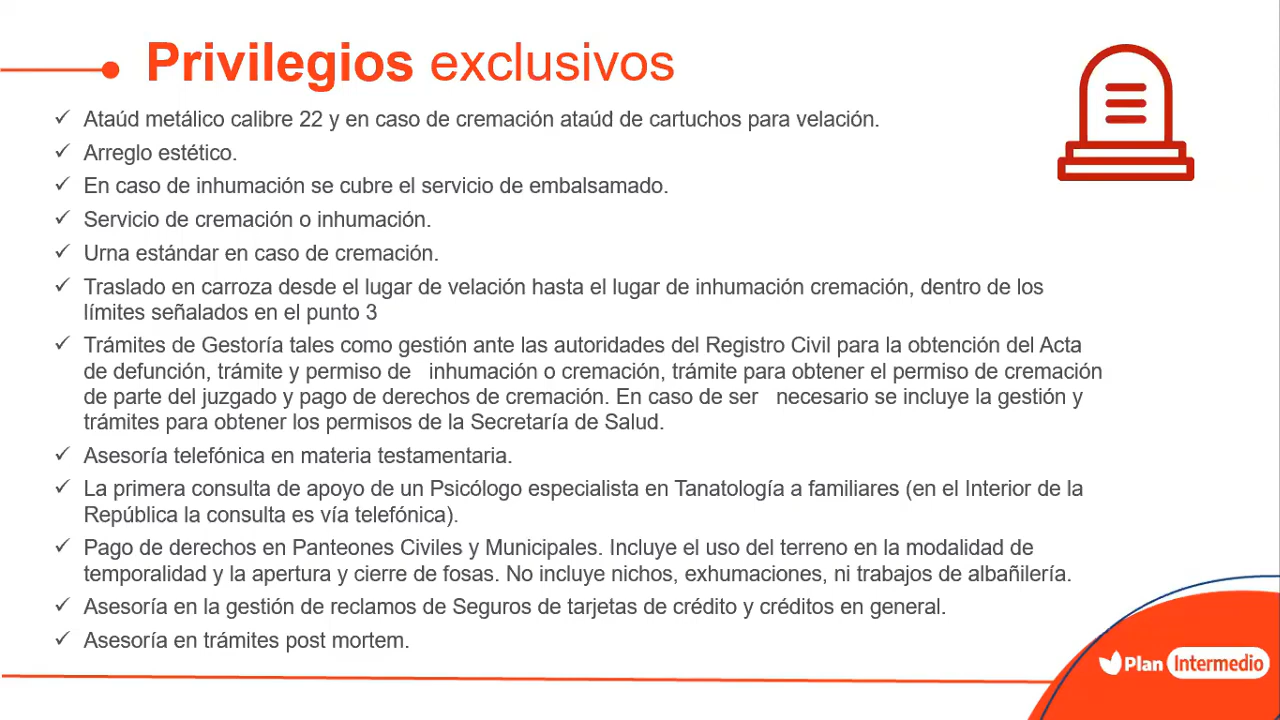 Privilegios exclusivos
✓ Ataúd metálico calibre 22 y en caso de cremación ataúd de cartuchos para velación.
✓ Arreglo estético.
✓ En caso de inhumación se cubre el servicio de embalsamado.
✓ Servicio de cremación o inhumación.
✓ Urna estándar en caso de cremación.
✓ Traslado en carroza desde el lugar de velación hasta el lugar de inhumación cremación, dentro de los
límites señalados en el punto 3
✓ Trámites de Gestoría tales como gestión ante las autoridades del Registro Civil para la obtención del Acta
de defunción, trámite y permiso de inhumación o cremación, trámite para obtener el permiso de cremación
de parte del juzgado y pago de derechos de cremación. En caso de ser necesario se incluye la gestión y
trámites para obtener los permisos de la Secretaría de Salud.
✓ Asesoría telefónica en materia testamentaria.
✓ La primera consulta de apoyo de un Psicólogo especialista en Tanatología a familiares (en el Interior de la
República la consulta es vía telefónica).
✓ Pago de derechos en Panteones Civiles y Municipales. Incluye el uso del terreno en la modalidad de
temporalidad y la apertura y cierre de fosas. No incluye nichos, exhumaciones, ni trabajos de albañilería.
✓ Asesoría en la gestión de reclamos de Seguros de tarjetas de crédito y créditos en general.
✓ Asesoría en trámites post mortem.
Plan Intermedio